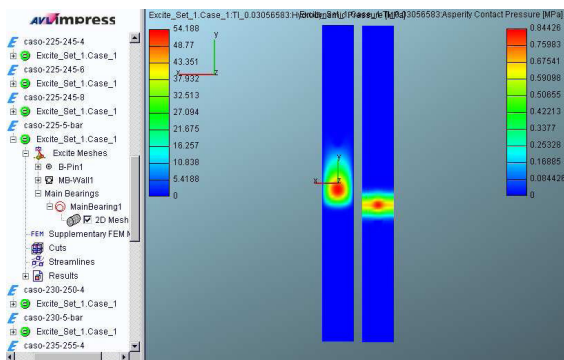 AVL impress
caso-225-245-4
Excite_Set_1.Case_1
caso-225-245-6
Excite_Set_1.Case_1
caso-225-245-8
Excite_Set_1.Case_1
caso-225-5-bar
Excite_Set_1.Case_1
Excite Meshes
B-Pin1
MB-Wall1
Main Bearings
MainBearing1
2D Mesh
FEM Supplementary FEM M
Cuts
Streamlines
Results
caso-230-250-4
Excite_Set_1.Case_1
caso-230-5-bar
Excite_Set_1.Case_1
caso-235-255-4
Excite_Set_1.Case_1:TI_0.03056583:Asperity Contact Pressure [MPa]
54.188
48.77
43.351
37.932
32.513
27.094
21.675
16.257
10.838
5.4188
0
y
x
z
y
x
z
0.84426
0.75983
0.67541
0.59098
0.50655
0.42213
0.3377
0.25328
0.16885
0.084426
0